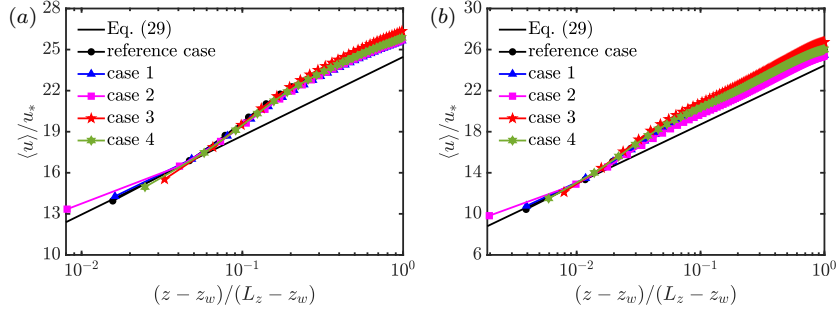 (a)
28
25
22
19
16
13
10
⟨u⟩/u*
Eq. (29)
reference case
case 1
case 2
case 3
case 4
10⁻²
10⁻¹
10⁰
(z − z_w)/(L_z − z_w)
(b)
30
26
22
18
14
10
6
⟨u⟩/u*
Eq. (29)
reference case
case 1
case 2
case 3
case 4
10⁻²
10⁻¹
10⁰
(z − z_w)/(L_z − z_w)